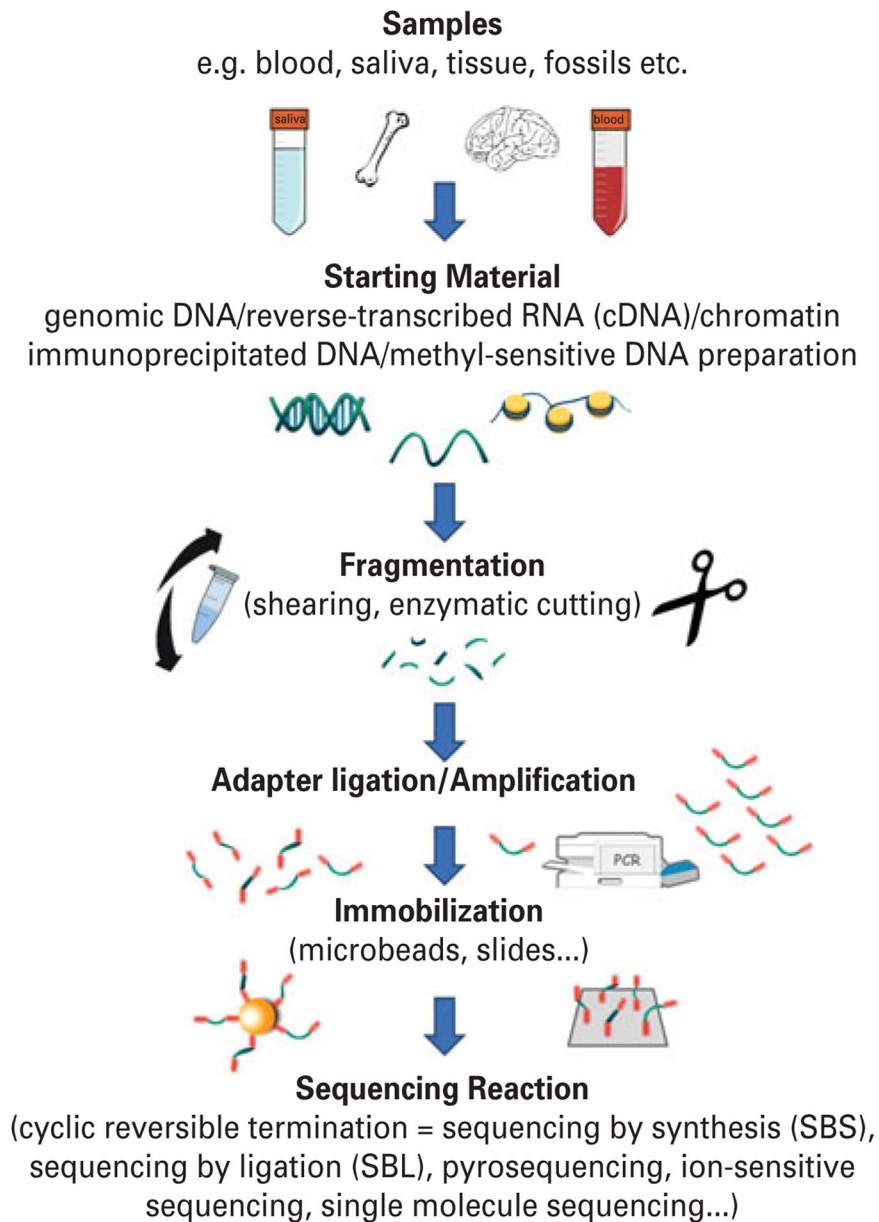 Samples
e.g. blood, saliva, tissue, fossils etc.
saliva
blood
Starting Material
genomic DNA/reverse-transcribed RNA (cDNA)/chromatin
immunoprecipitated DNA/methyl-sensitive DNA preparation
Fragmentation
(shearing, enzymatic cutting)
Adapter ligation/Amplification
PCR
Immobilization
(microbeads, slides...)
Sequencing Reaction
(cyclic reversible termination = sequencing by synthesis (SBS),
sequencing by ligation (SBL), pyrosequencing, ion-sensitive
sequencing, single molecule sequencing...)